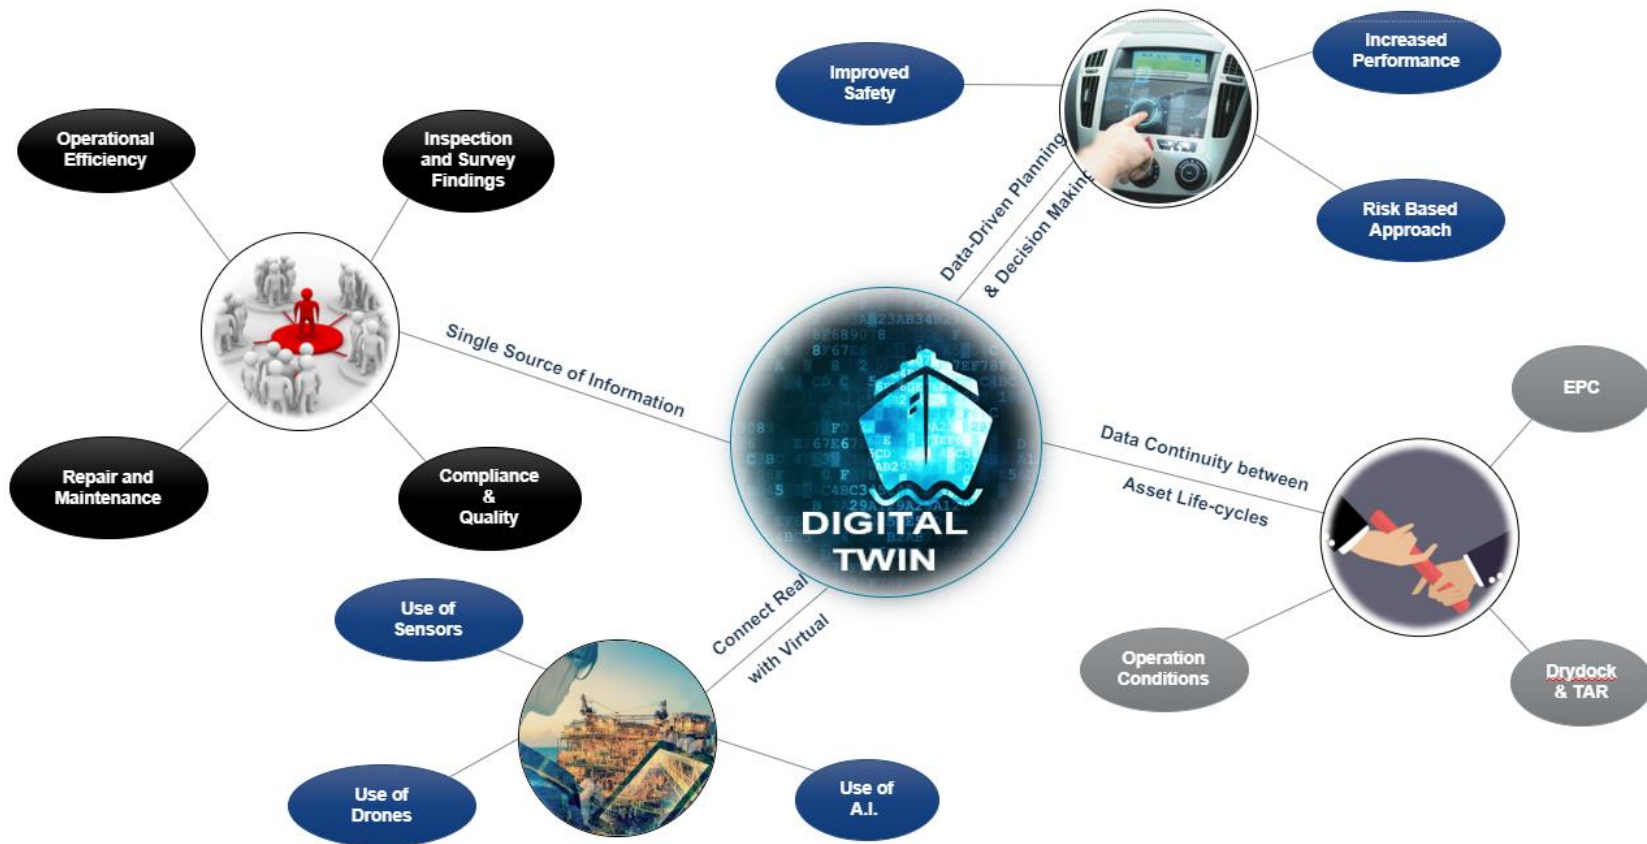 Improved
Safety
Increased
Performance
Risk Based
Approach
Data-Driven Planning
& Decision Making
Operational
Efficiency
Inspection
and Survey
Findings
Repair and
Maintenance
Compliance
&
Quality
Single Source of Information
DIGITAL
TWIN
Data Continuity between
Asset Life-cycles
EPC
Operation
Conditions
Drydock
& TAR
Connect Real
with Virtual
Use of
Sensors
Use of
Drones
Use of
A.I.